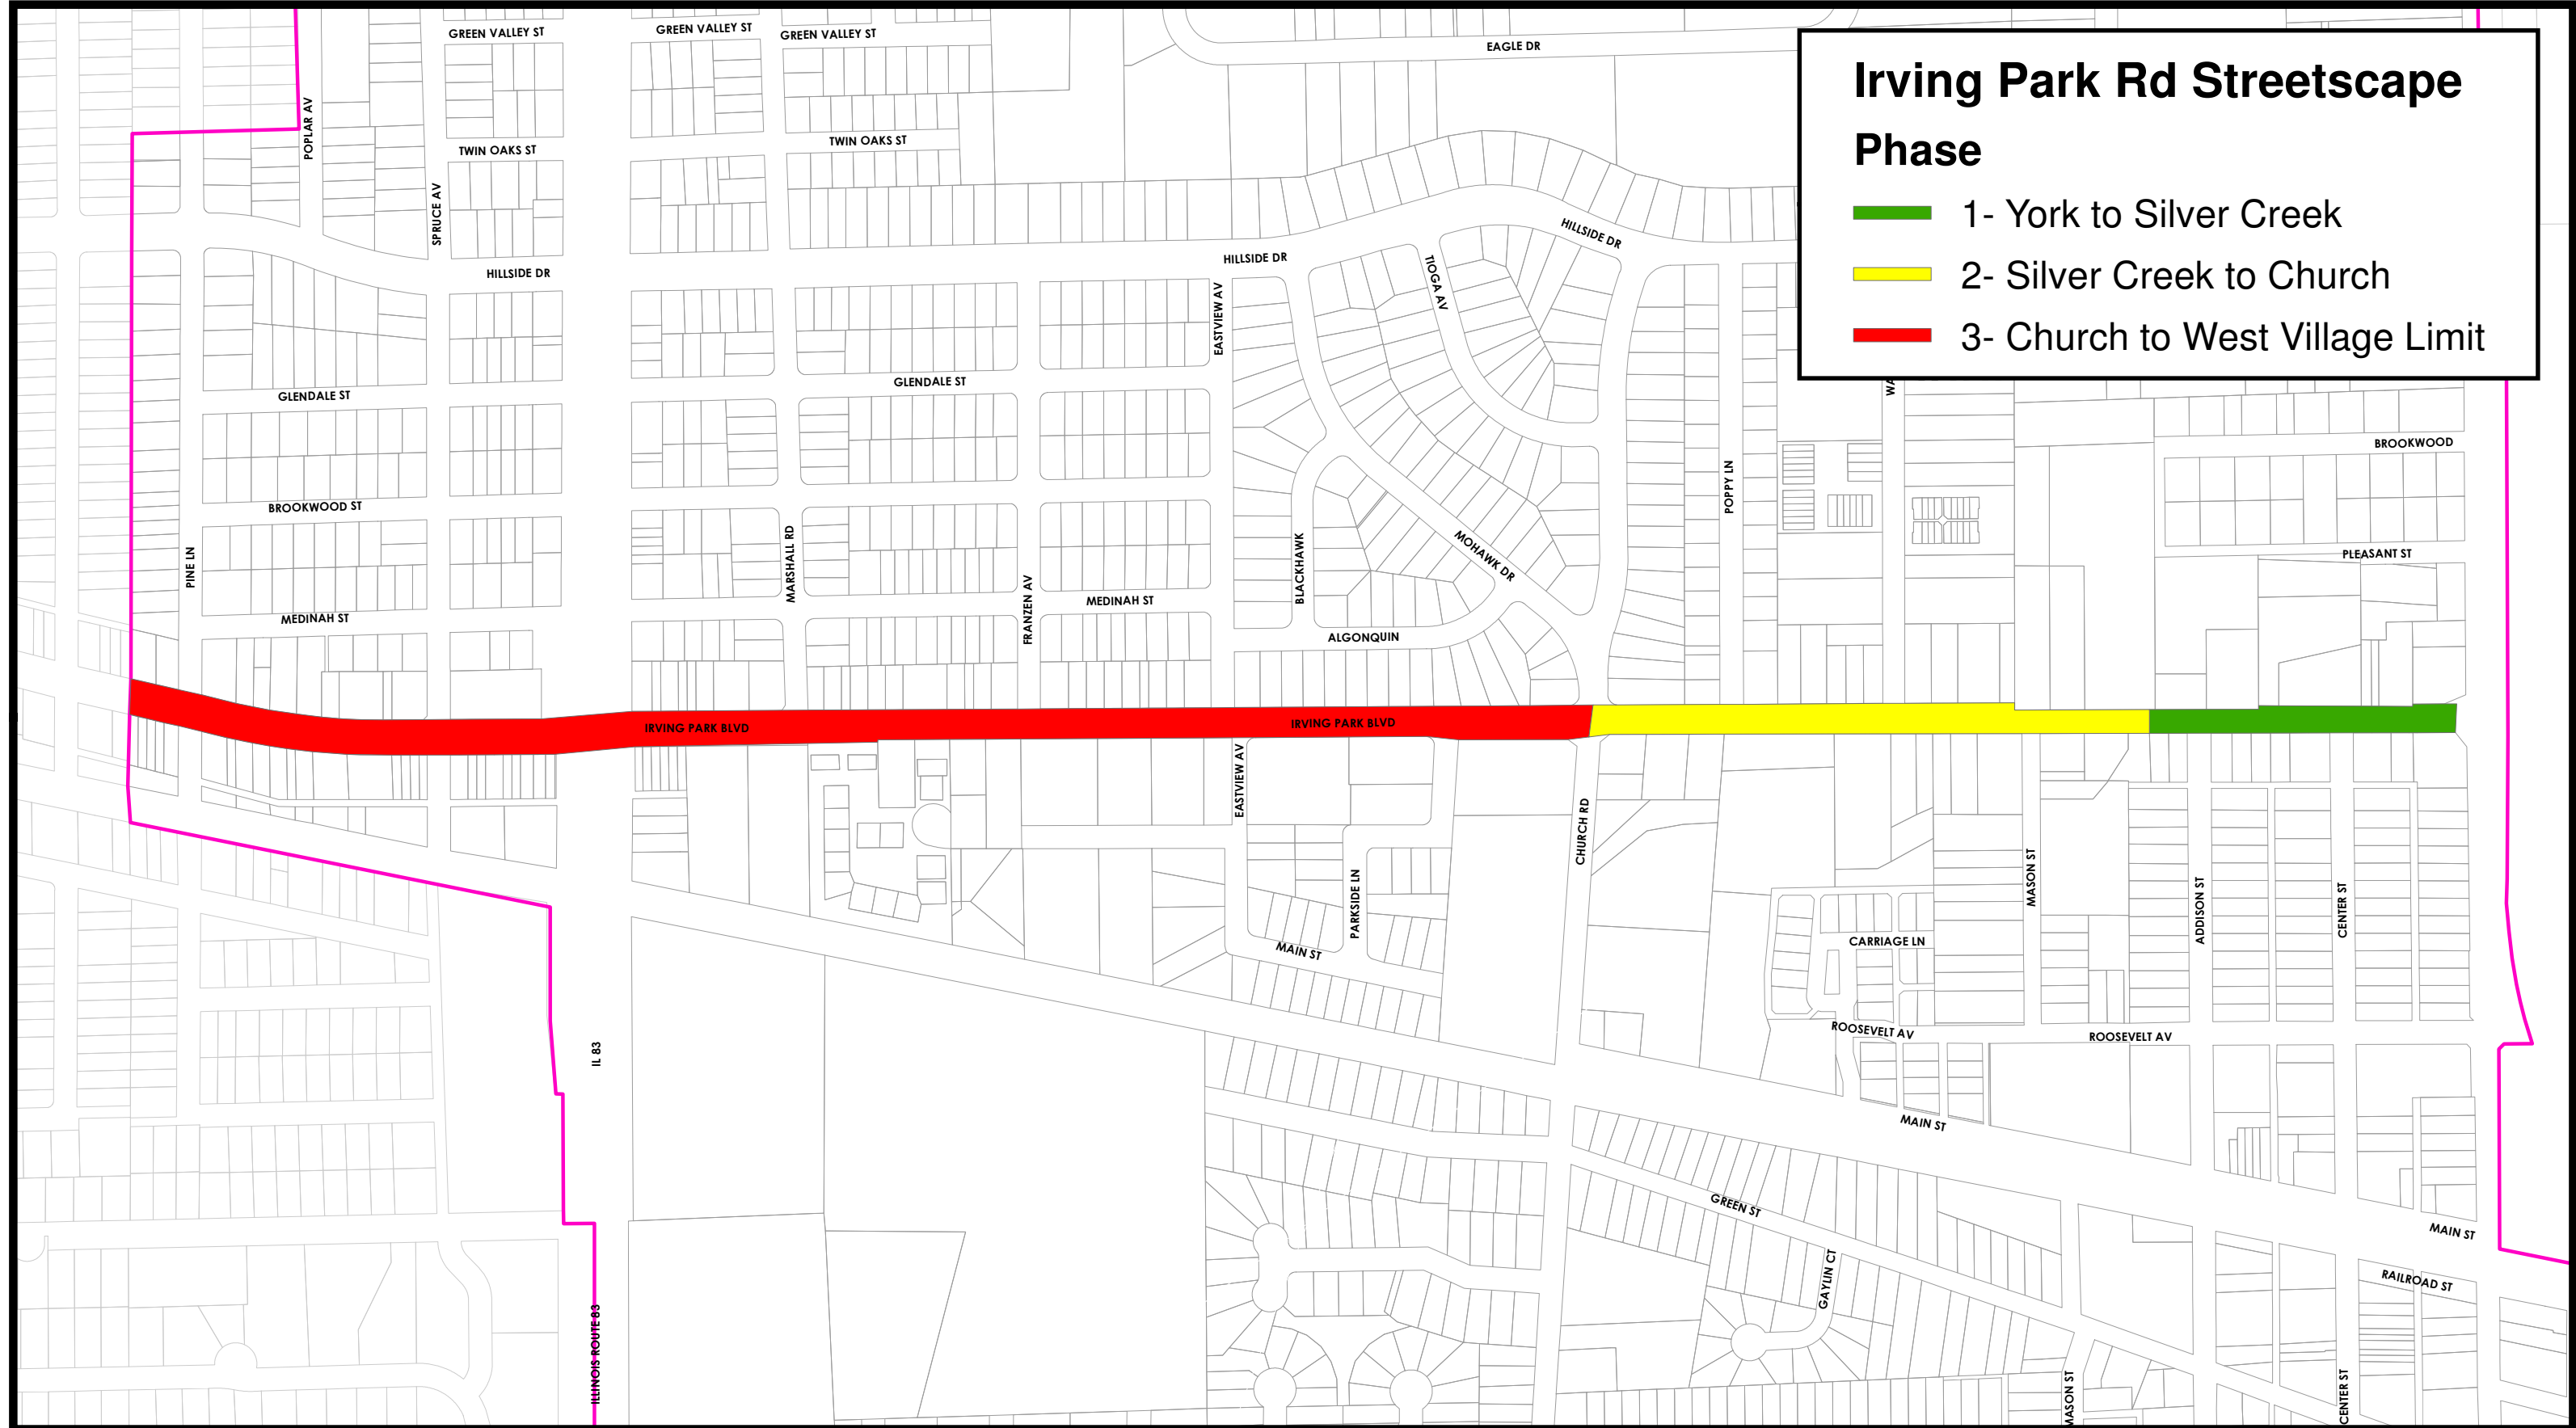 GREEN VALLEY ST
GREEN VALLEY ST
GREEN VALLEY ST
EAGLE DR
Irving Park Rd Streetscape
Phase
1- York to Silver Creek
2- Silver Creek to Church
3- Church to West Village Limit
POPLAR AV
TWIN OAKS ST
TWIN OAKS ST
SPRUCE AV
HILLSIDE DR
HILLSIDE DR
HILLSIDE DR
TIOGA AV
EASTVIEW AV
GLENDALE ST
GLENDALE ST
WA
BROOKWOOD
POPPY LN
BROOKWOOD ST
PINE LN
MARSHALL RD
BLACKHAWK
MOHAWK DR
PLEASANT ST
FRANZEN AV
MEDINAH ST
MEDINAH ST
ALGONQUIN
IRVING PARK BLVD
IRVING PARK BLVD
EASTVIEW AV
CHURCH RD
PARKSIDE LN
MASON ST
ADDISON ST
CENTER ST
MAIN ST
CARRIAGE LN
ROOSEVELT AV
ROOSEVELT AV
IL 83
MAIN ST
GREEN ST
MAIN ST
GAYLIN CT
RAILROAD ST
ILLINOIS ROUTE 83
MASON ST
CENTER ST